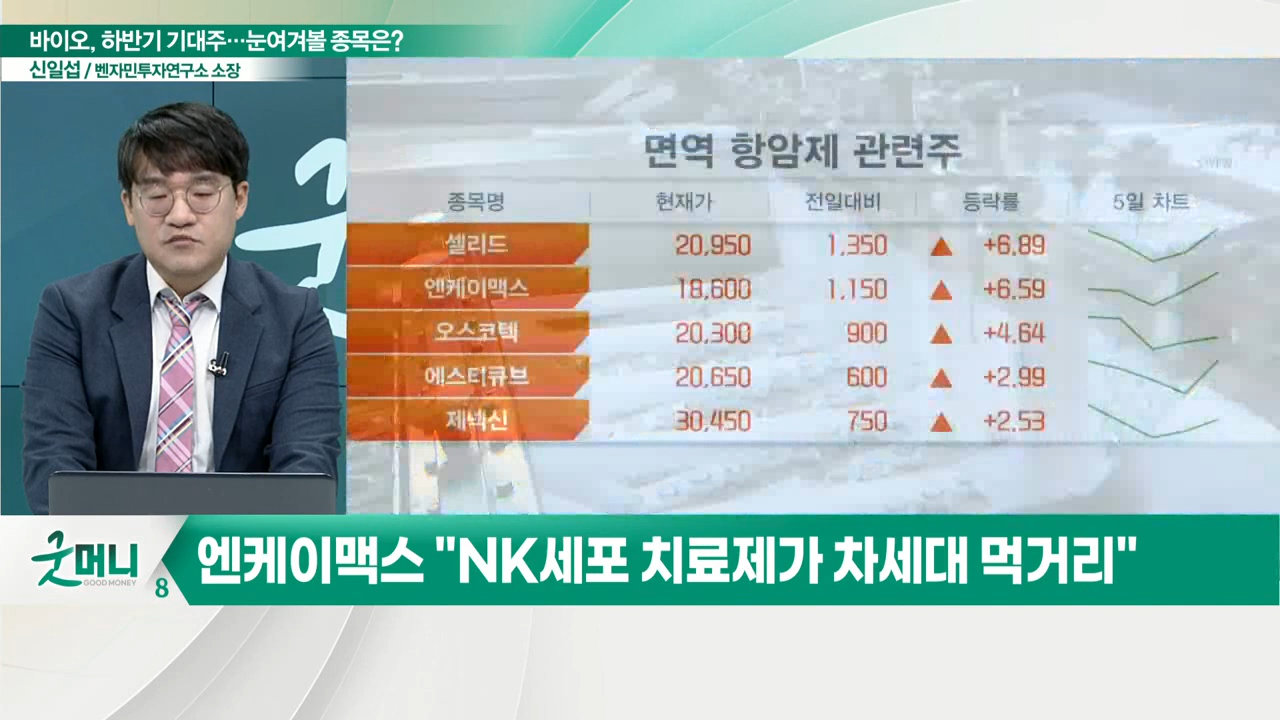 바이오, 하반기 기대주…눈여겨볼 종목은?
신일섭 / 벤자민투자연구소 소장
면역 항암제 관련주
종목명 현재가 전일대비 등락률 5일 차트
셀리드 20,950 1,350 ▲ +6.89
엔케이맥스 18,600 1,150 ▲ +6.59
오스코텍 20,300 900 ▲ +4.64
에스티큐브 20,650 600 ▲ +2.99
제넥신 30,450 750 ▲ +2.53
굿머니
GOOD MONEY
8
엔케이맥스 "NK세포 치료제가 차세대 먹거리"